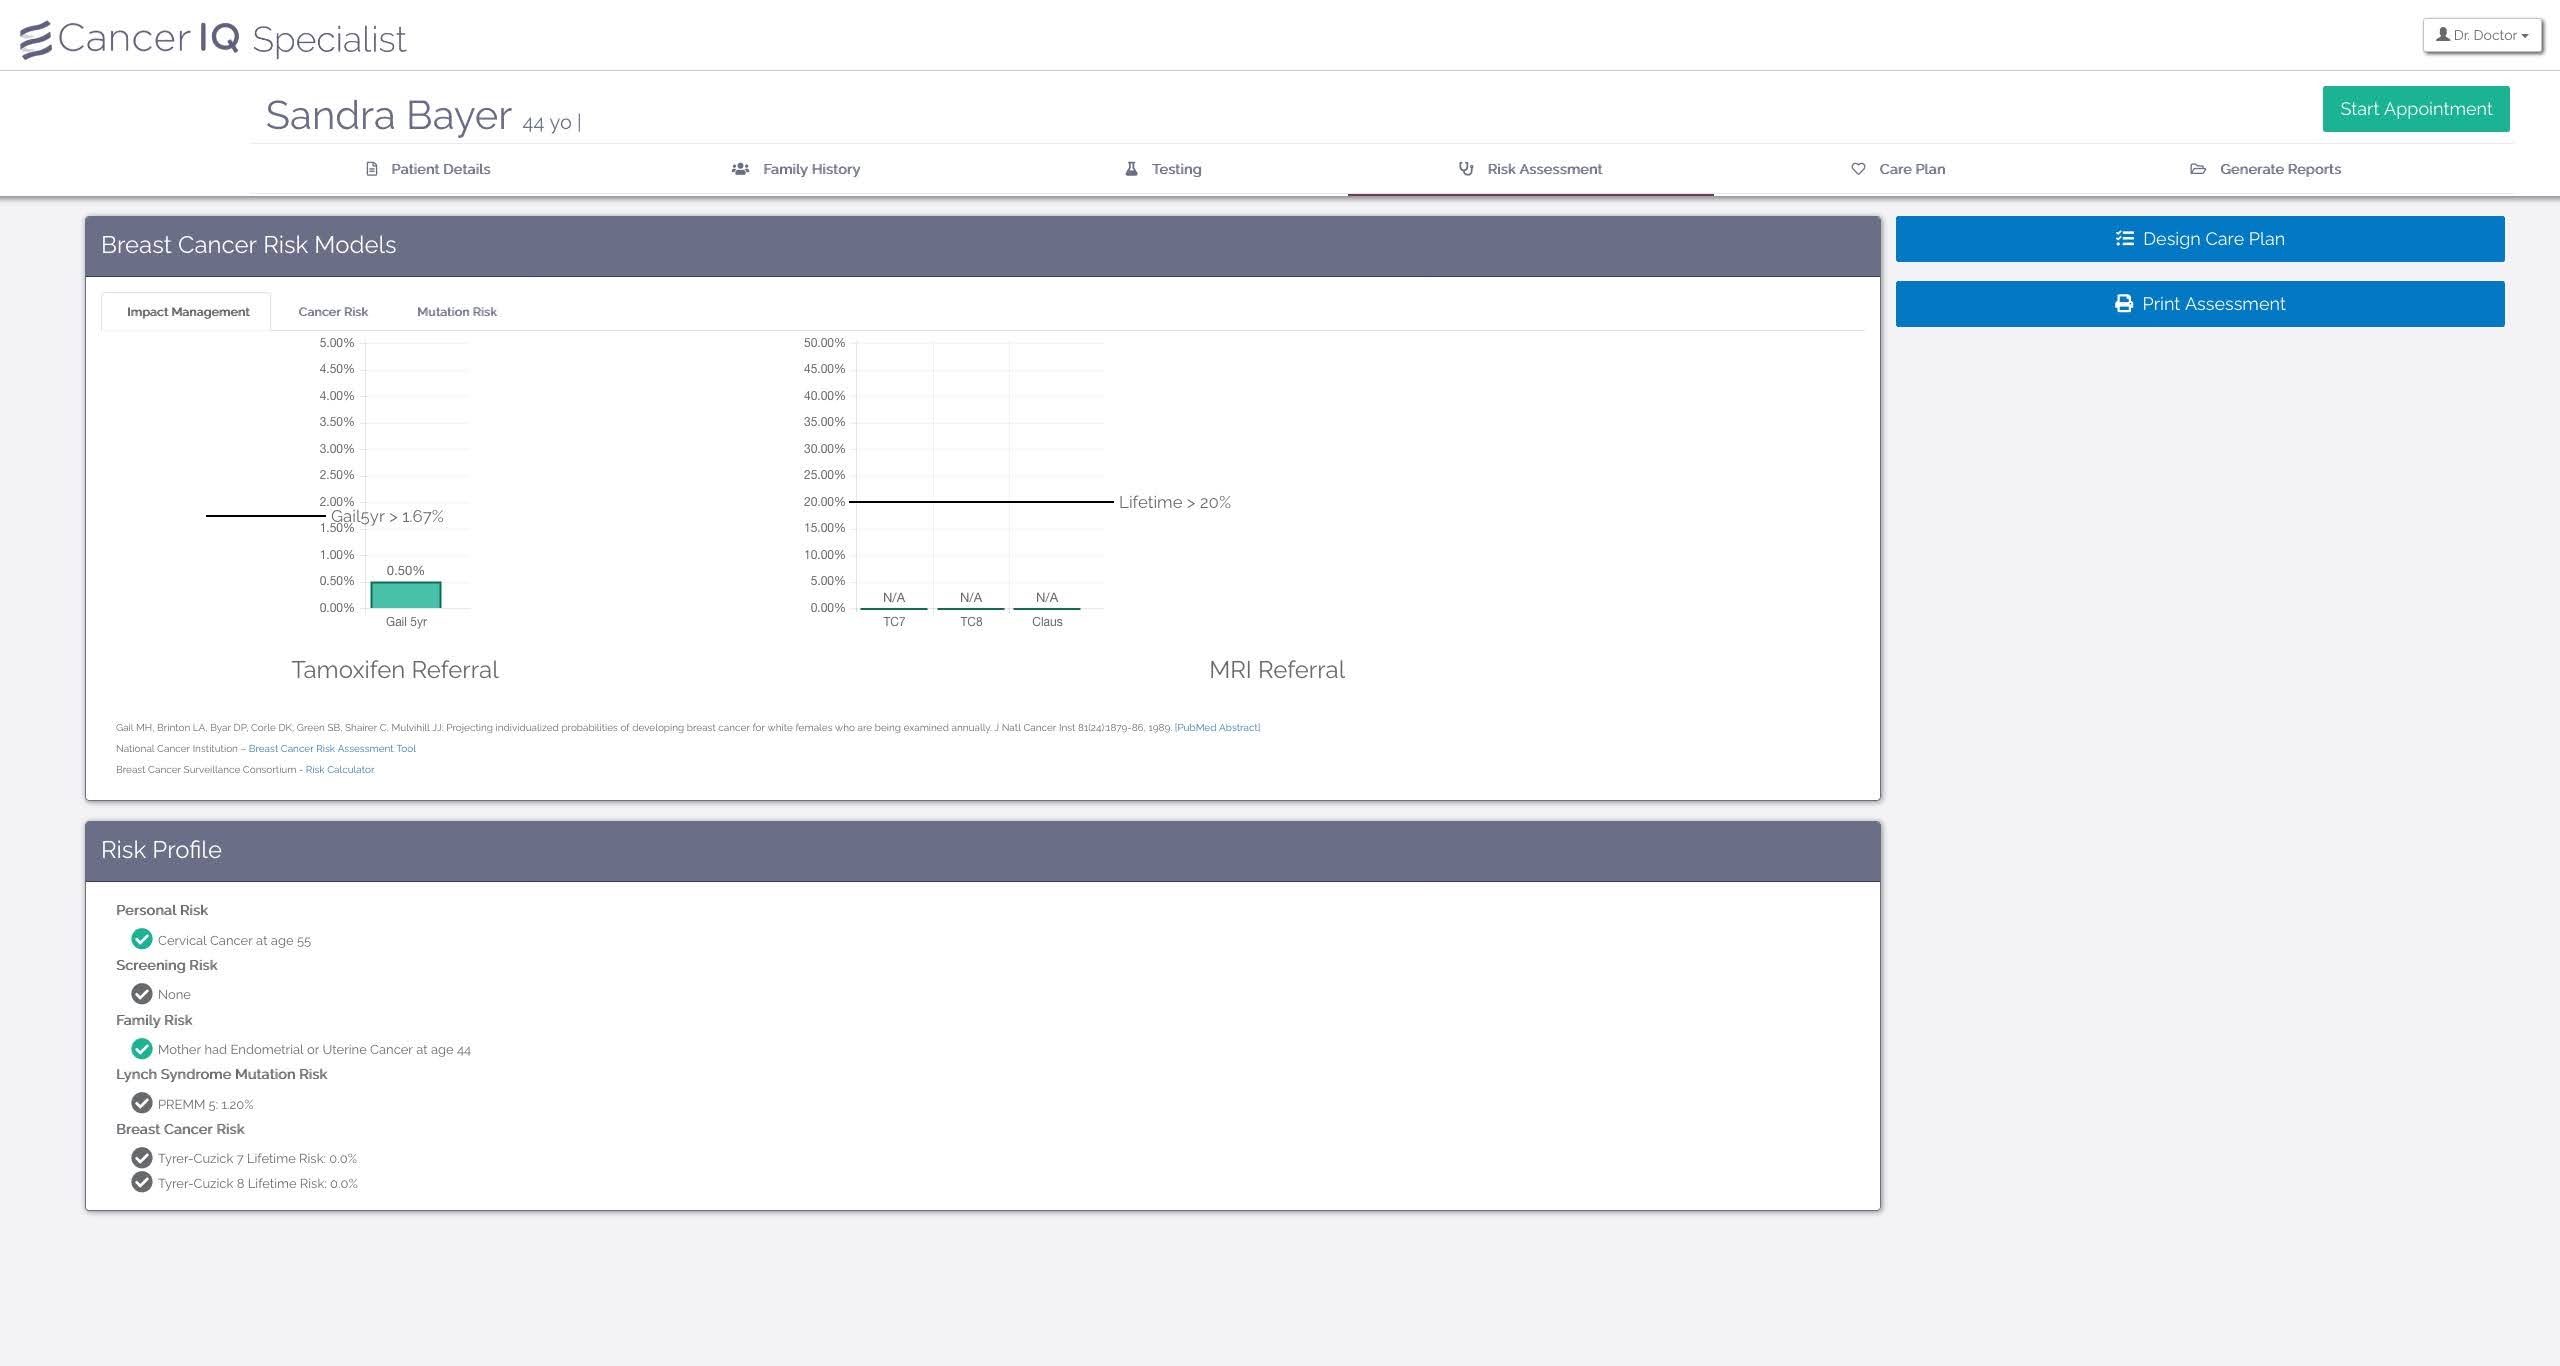 Cancer IQ Specialist
Dr. Doctor
Sandra Bayer 44 yo |
Start Appointment
Patient Details
Family History
Testing
Risk Assessment
Care Plan
Generate Reports
Breast Cancer Risk Models
Design Care Plan
Print Assessment
Impact Management
Cancer Risk
Mutation Risk
5.00%
4.50%
4.00%
3.50%
3.00%
2.50%
2.00%
Gail5yr > 1.67%
1.50%
1.00%
0.50%
0.50%
0.00%
Gail 5yr
Tamoxifen Referral
50.00%
45.00%
40.00%
35.00%
30.00%
25.00%
20.00%
Lifetime > 20%
15.00%
10.00%
5.00%
N/A N/A N/A
0.00%
TC7 TC8 Claus
MRI Referral
Gail MH, Brinton LA, Byar DP, Corle DK, Green SB, Shairer C, Mulvihill JJ: Projecting individualized probabilities of developing breast cancer for white females who are being examined annually. J Natl Cancer Inst 81(24):1879-86, 1989. [PubMed Abstract]
National Cancer Institution – Breast Cancer Risk Assessment Tool
Breast Cancer Surveillance Consortium - Risk Calculator
Risk Profile
Personal Risk
Cervical Cancer at age 55
Screening Risk
None
Family Risk
Mother had Endometrial or Uterine Cancer at age 44
Lynch Syndrome Mutation Risk
PREMM 5: 1.20%
Breast Cancer Risk
Tyrer-Cuzick 7 Lifetime Risk: 0.0%
Tyrer-Cuzick 8 Lifetime Risk: 0.0%